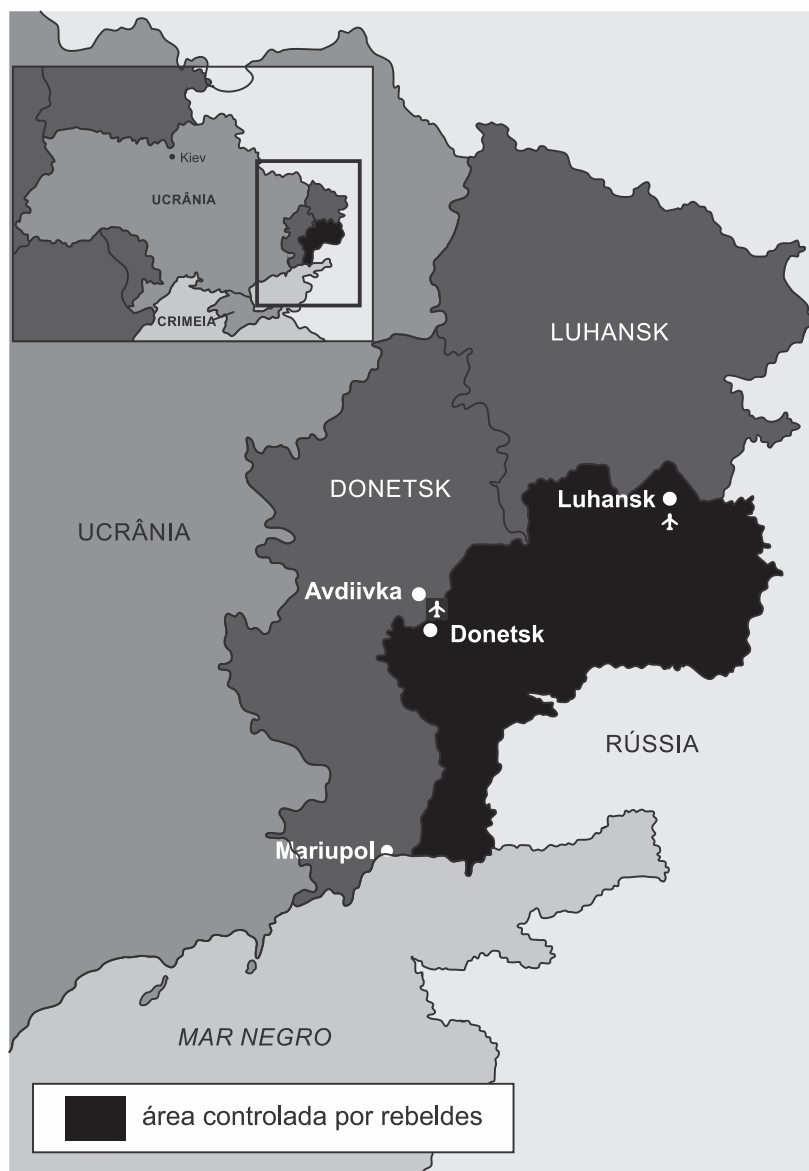 Kiev
UCRÂNIA
CRIMEIA
LUHANSK
DONETSK
Luhansk
UCRÂNIA
Avdiivka
Donetsk
RÚSSIA
Mariupol
MAR NEGRO
área controlada por rebeldes